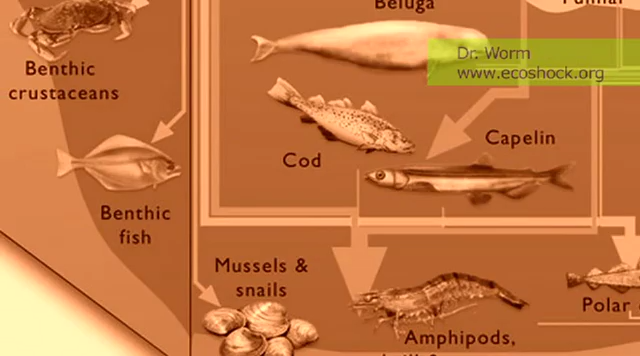 Beluga
Dr. Worm
www.ecoshock.org
Benthic
crustaceans
Capelin
Cod
Benthic
fish
Mussels &
snails
Polar
Amphipods,